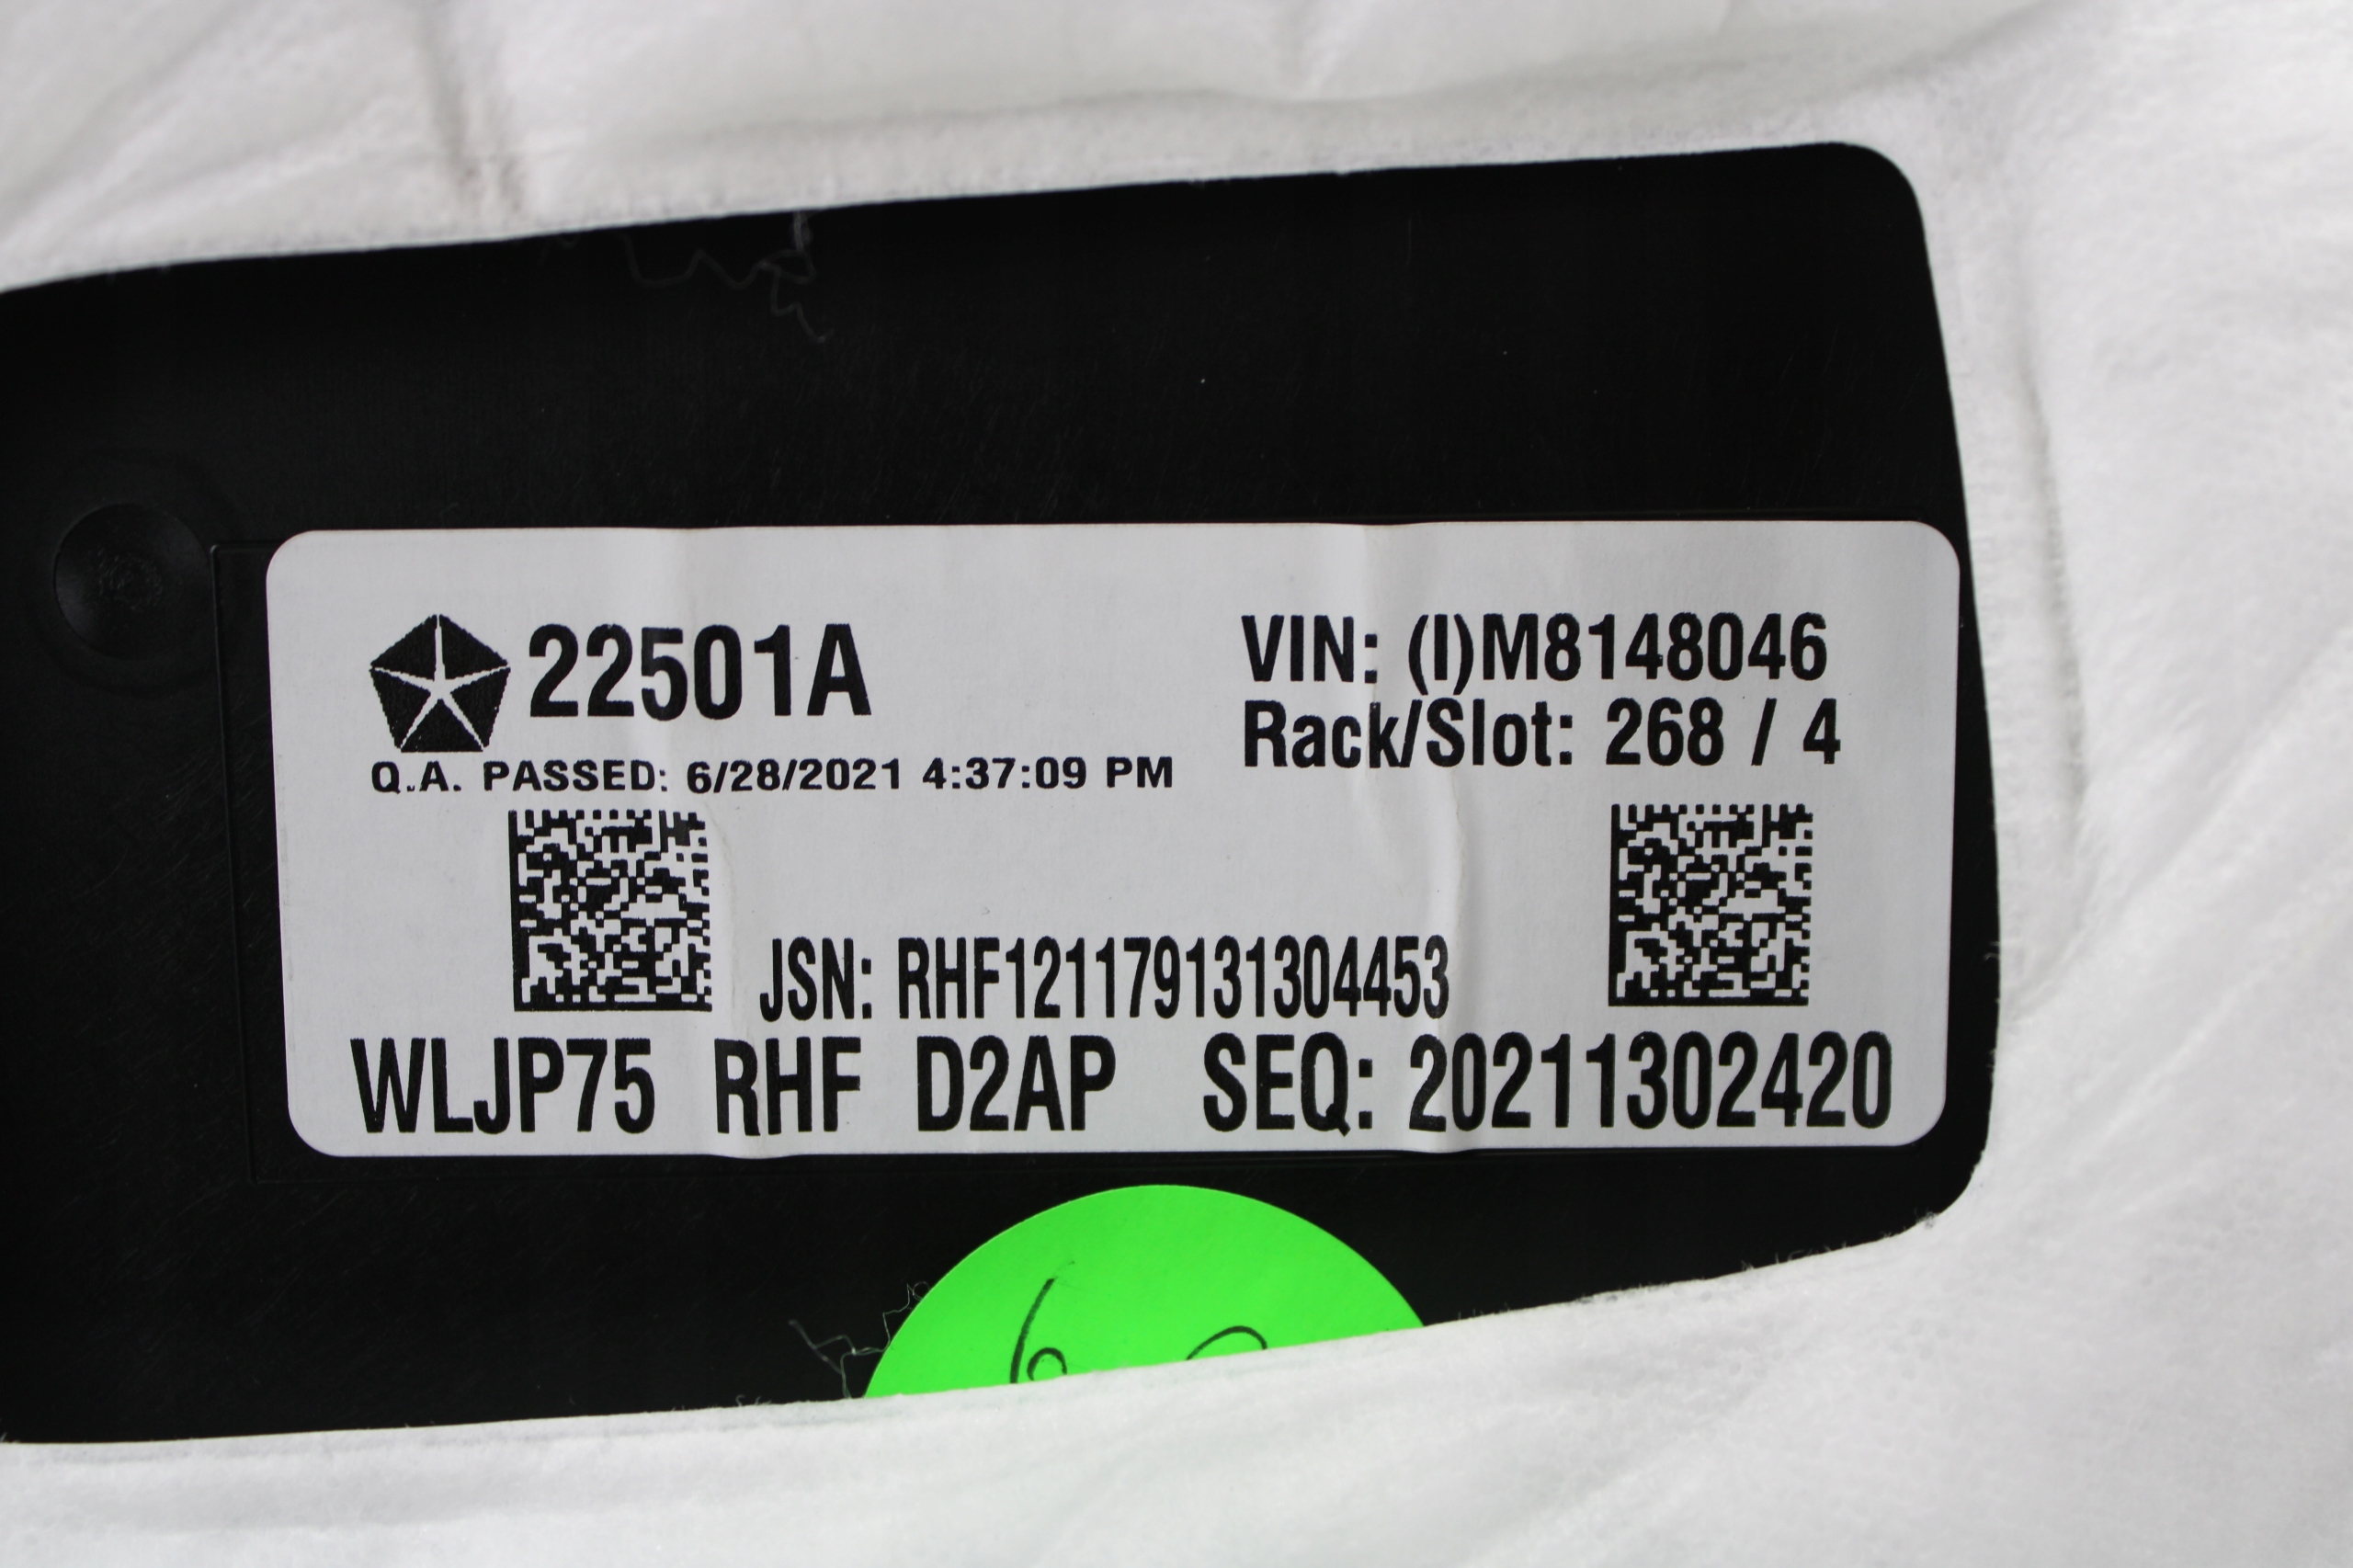 22501A
VIN: (I)M8148046
Rack/Slot: 268 / 4
Q.A. PASSED: 6/28/2021 4:37:09 PM
JSN: RHF121179131304453
WLJP75 RHF D2AP SEQ: 20211302420